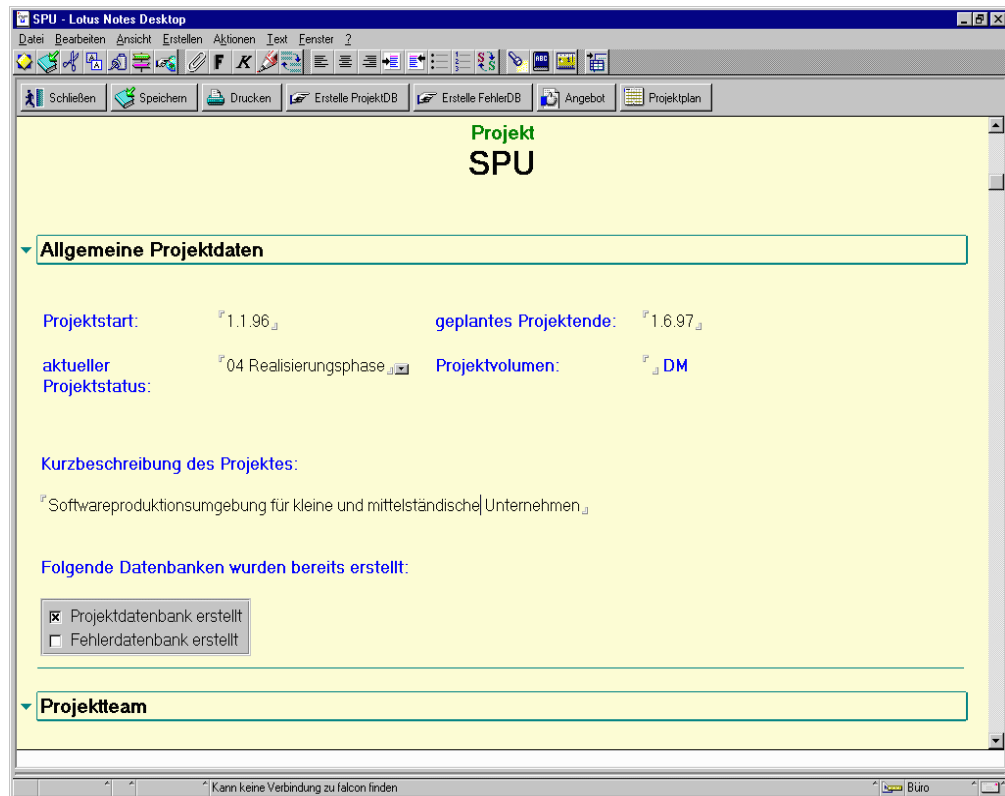 SPU - Lotus Notes Desktop
Datei Bearbeiten Ansicht Erstellen Aktionen Text Fenster ?
F K
Schließen Speichern Drucken Erstelle ProjektDB Erstelle FehlerDB Angebot Projektplan
Projekt
SPU
Allgemeine Projektdaten
Projektstart: 1.1.96 geplantes Projektende: 1.6.97
aktueller 04 Realisierungsphase Projektvolumen: DM
Projektstatus:
Kurzbeschreibung des Projektes:
Softwareproduktionsumgebung für kleine und mittelständische Unternehmen
Folgende Datenbanken wurden bereits erstellt:
Projektdatenbank erstellt
Fehlerdatenbank erstellt
Projektteam
Kann keine Verbindung zu falcon finden Büro